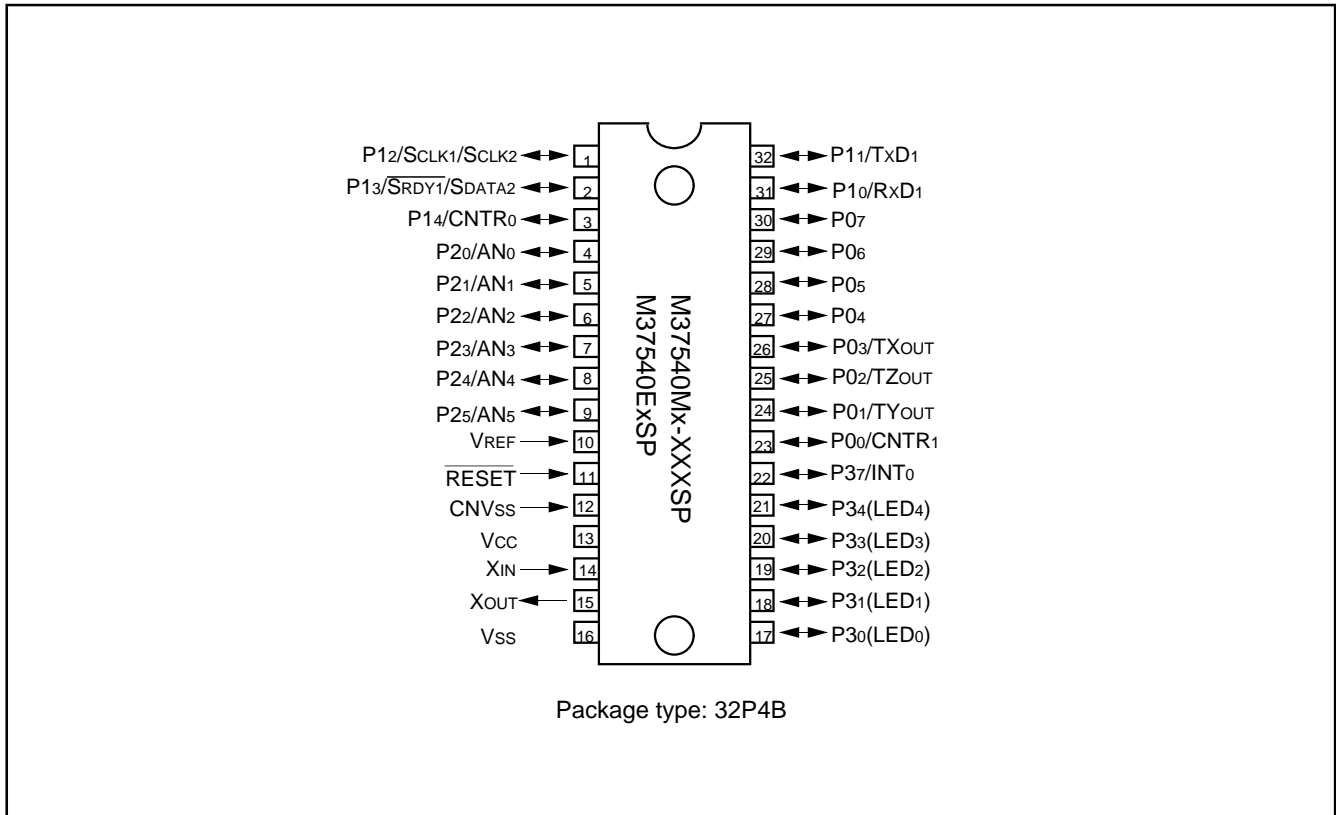 P12/SCLK1/SCLK2 1 32 P11/TXD1
P13/SRDY1/SDATA2 2 31 P10/RXD1
P14/CNTR0 3 30 P07
P20/AN0 4 29 P06
P21/AN1 5 28 P05
P22/AN2 6 27 P04
P23/AN3 7 26 P03/TXOUT
P24/AN4 8 25 P02/TZOUT
P25/AN5 9 24 P01/TYOUT
VREF 10 23 P00/CNTR1
RESET 11 22 P37/INT0
CNVSS 12 21 P34(LED4)
VCC 13 20 P33(LED3)
XIN 14 19 P32(LED2)
XOUT 15 18 P31(LED1)
VSS 16 17 P30(LED0)
M37540Mx-XXXSP
M37540ExSP
Package type: 32P4B